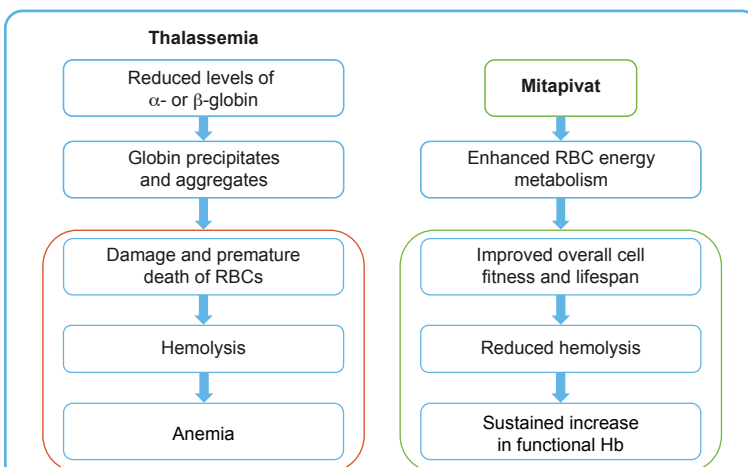 Thalassemia
Reduced levels of
α- or β-globin
Globin precipitates
and aggregates
Damage and premature
death of RBCs
Hemolysis
Anemia
Mitapivat
Enhanced RBC energy
metabolism
Improved overall cell
fitness and lifespan
Reduced hemolysis
Sustained increase
in functional Hb